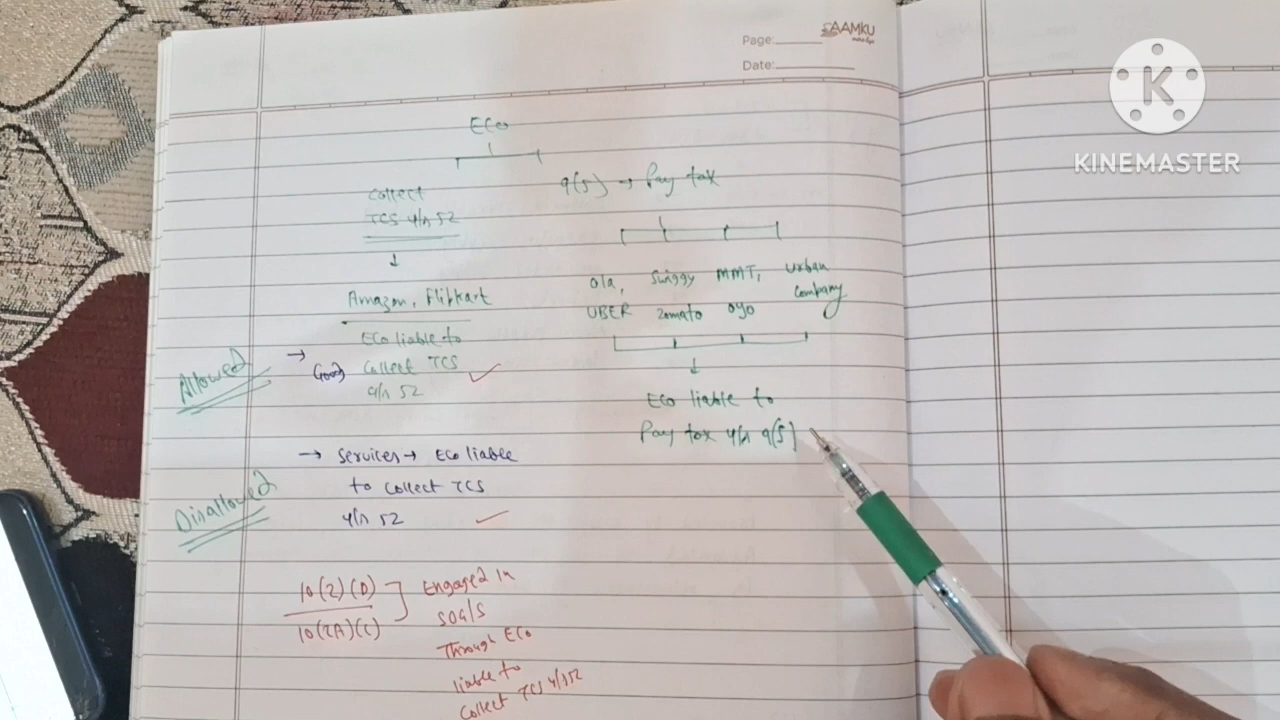 AAMKU
Page:
Date:
KINEMASTER
ECO
Collect
TCS u/s 52
9(5) → Pay tax
Amazon, Flipkart
ECO liable to
Collect TCS
u/s 52
Good
Allowed
Ola,
UBER
Swiggy
Zomato
MMT,
OYO
Urban
Company
ECO liable to
Pay tax u/s 9(5)
→ Services → ECO liable
to collect TCS
u/s 52
Disallowed
10(2)(D)
10(2A)(C)
Engaged in
SOG/S
Through ECO
liable to
Collect TCS u/s 52